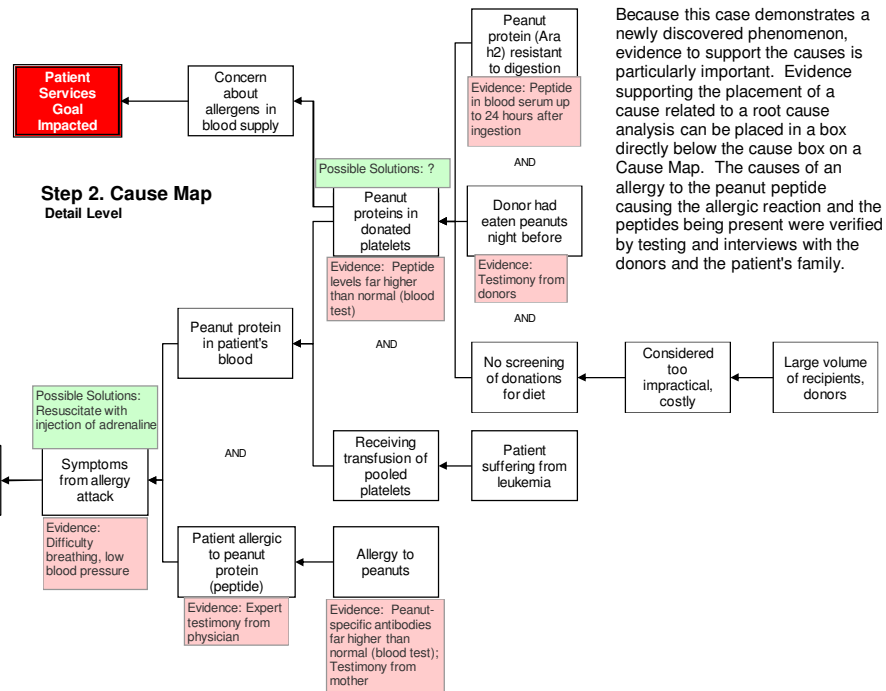 Patient
Services
Goal
Impacted
Concern
about
allergens in
blood supply
Peanut
protein (Ara
h2) resistant
to digestion
Evidence: Peptide
in blood serum up
to 24 hours after
ingestion
Because this case demonstrates a
newly discovered phenomenon,
evidence to support the causes is
particularly important. Evidence
supporting the placement of a
cause related to a root cause
analysis can be placed in a box
directly below the cause box on a
Cause Map. The causes of an
allergy to the peanut peptide
causing the allergic reaction and the
peptides being present were verified
by testing and interviews with the
donors and the patient's family.
AND
Step 2. Cause Map
Detail Level
Possible Solutions: ?
Peanut
proteins in
donated
platelets
Evidence: Peptide
levels far higher
than normal (blood
test)
Donor had
eaten peanuts
night before
Evidence:
Testimony from
donors
AND
Peanut protein
in patient's
blood
AND
No screening
of donations
for diet
Considered
too
impractical,
costly
Large volume
of recipients,
donors
Possible Solutions:
Resuscitate with
injection of adrenaline
Symptoms
from allergy
attack
Evidence:
Difficulty
breathing, low
blood pressure
AND
Receiving
transfusion of
pooled
platelets
Patient
suffering from
leukemia
Patient allergic
to peanut
protein
(peptide)
Evidence: Expert
testimony from
physician
Allergy to
peanuts
Evidence: Peanut-
specific antibodies
far higher than
normal (blood test);
Testimony from
mother